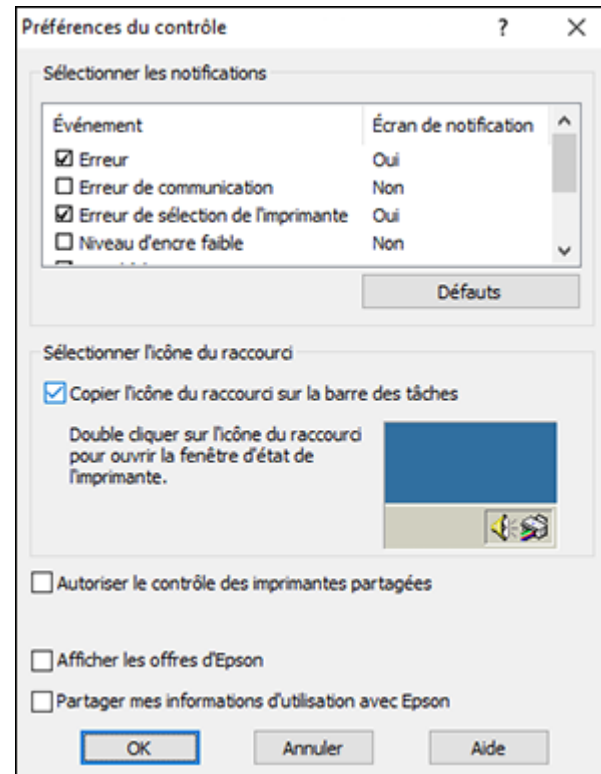 Préférences du contrôle ?
Sélectionner les notifications
Événement Écran de notification
Erreur Oui
Erreur de communication Non
Erreur de sélection de l'imprimante Oui
Niveau d'encre faible Non
Défauts
Sélectionner l'icône du raccourci
Copier l'icône du raccourci sur la barre des tâches
Double cliquer sur l'icône du raccourci
pour ouvrir la fenêtre d'état de
l'imprimante.
Autoriser le contrôle des imprimantes partagées
Afficher les offres d'Epson
Partager mes informations d'utilisation avec Epson
OK Annuler Aide